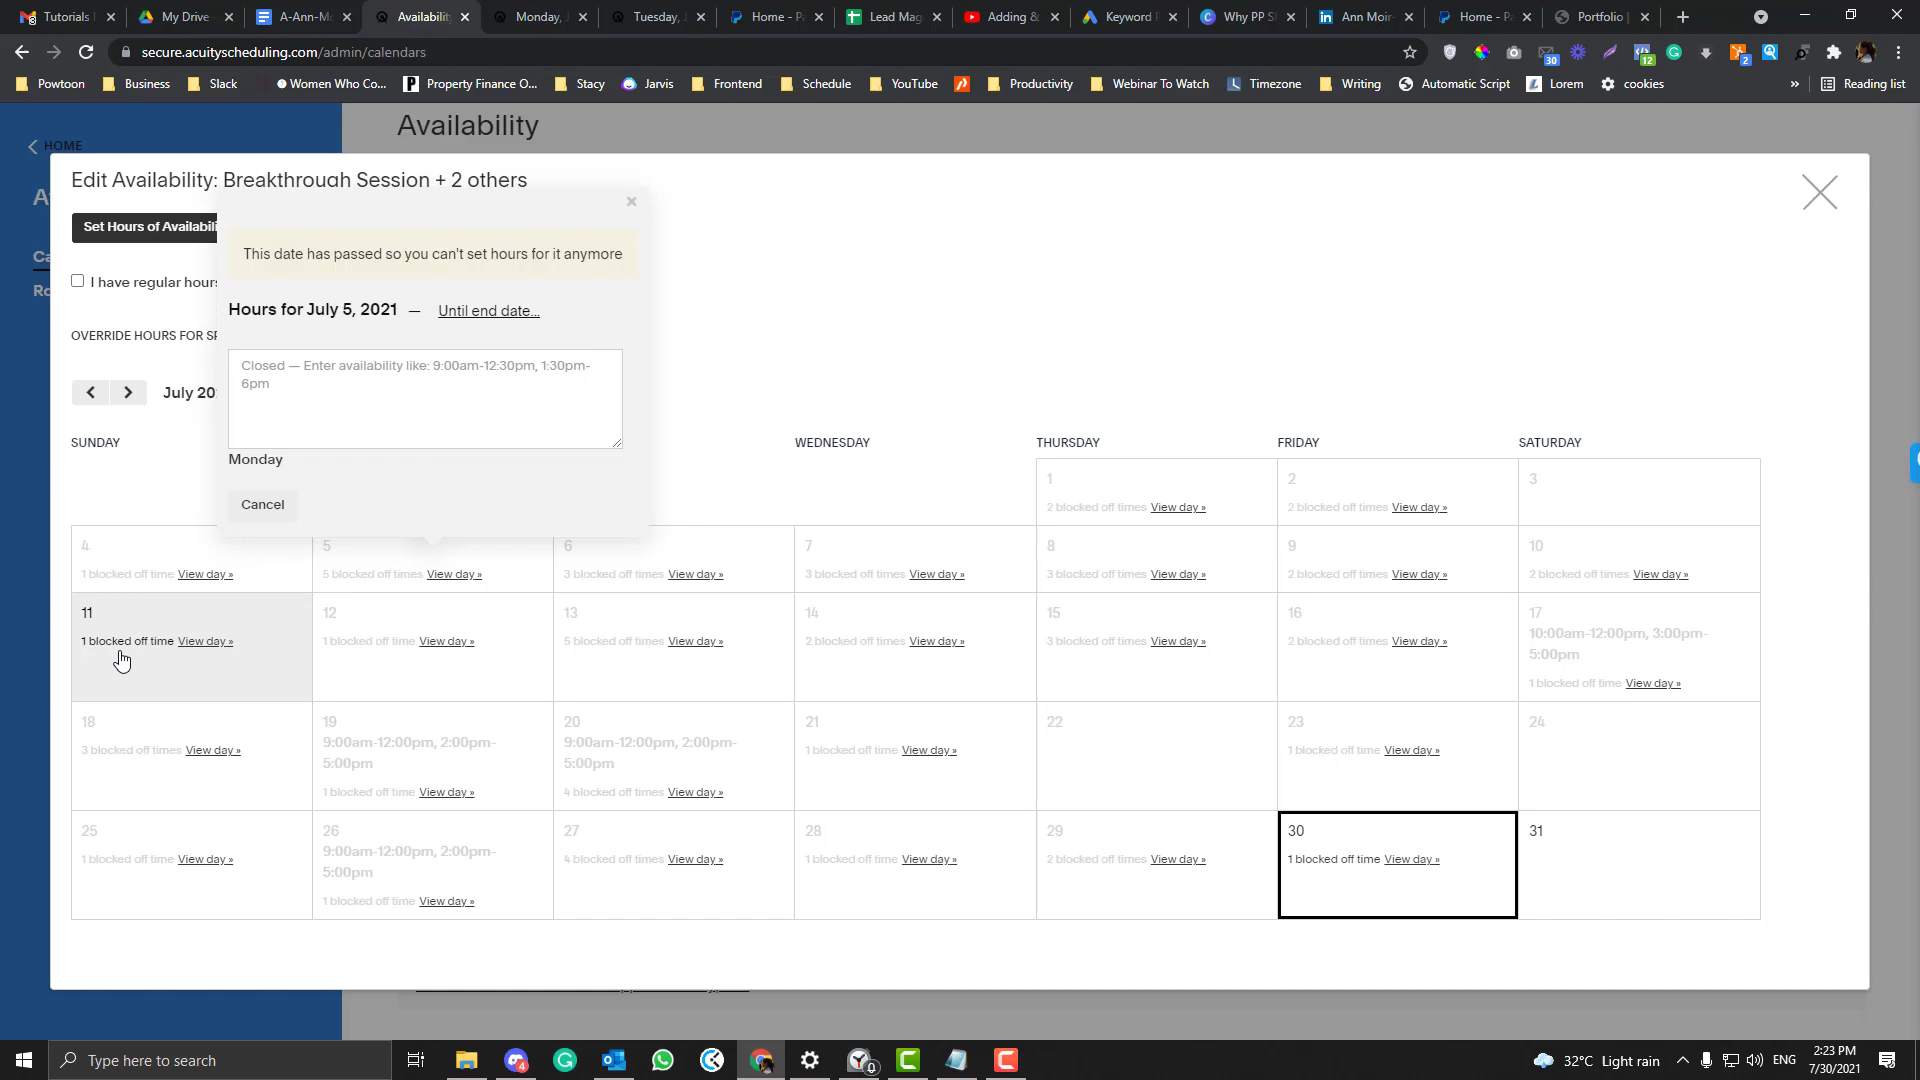 Tutorials
My Drive
A-Ann-Mo
Availability
Monday,
Tuesday,
Home - Pa
Lead Mag
Adding &
Keyword P
Why PP S
Ann Moir-
Home - Pa
Portfolio |
secure.acuityscheduling.com/admin/calendars
30
12
2
Powtoon
Business
Slack
Women Who Co...
Property Finance O...
Stacy
Jarvis
Frontend
Schedule
YouTube
Productivity
Webinar To Watch
Timezone
Writing
Automatic Script
Lorem
cookies
»
Reading list
HOME
Availability
Edit Availability: Breakthrough Session + 2 others
Set Hours of Availabili
I have regular hours
OVERRIDE HOURS FOR SP
July 20
This date has passed so you can't set hours for it anymore
Hours for July 5, 2021 — Until end date...
Closed — Enter availability like: 9:00am-12:30pm, 1:30pm-
6pm
Monday
Cancel
SUNDAY
WEDNESDAY
THURSDAY
FRIDAY
SATURDAY
1
2 blocked off times View day »
2
2 blocked off times View day »
3
4
1 blocked off time View day »
5
5 blocked off times View day »
6
3 blocked off times View day »
7
3 blocked off times View day »
8
3 blocked off times View day »
9
2 blocked off times View day »
10
2 blocked off times View day »
11
1 blocked off time View day »
12
1 blocked off time View day »
13
5 blocked off times View day »
14
2 blocked off times View day »
15
3 blocked off times View day »
16
2 blocked off times View day »
17
10:00am-12:00pm, 3:00pm-
5:00pm
1 blocked off time View day »
18
3 blocked off times View day »
19
9:00am-12:00pm, 2:00pm-
5:00pm
1 blocked off time View day »
20
9:00am-12:00pm, 2:00pm-
5:00pm
4 blocked off times View day »
21
1 blocked off time View day »
22
23
1 blocked off time View day »
24
25
1 blocked off time View day »
26
9:00am-12:00pm, 2:00pm-
5:00pm
1 blocked off time View day »
27
4 blocked off times View day »
28
1 blocked off time View day »
29
2 blocked off times View day »
30
1 blocked off time View day »
31
Type here to search
32°C Light rain
ENG
2:23 PM
7/30/2021